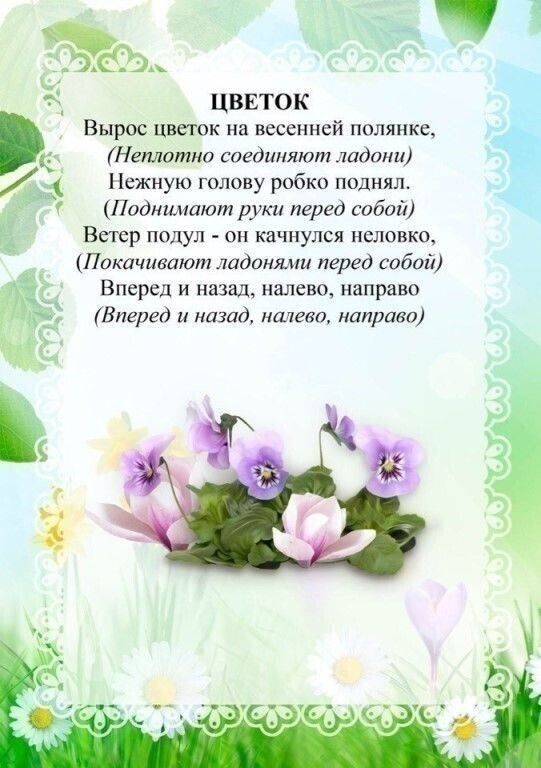 ЦВЕТОК
Вырос цветок на весенней полянке,
(Неплотно соединяют ладони)
Нежную голову робко поднял.
(Поднимают руки перед собой)
Ветер подул - он качнулся неловко,
(Покачивают ладонями перед собой)
Вперед и назад, налево, направо
(Вперед и назад, налево, направо)